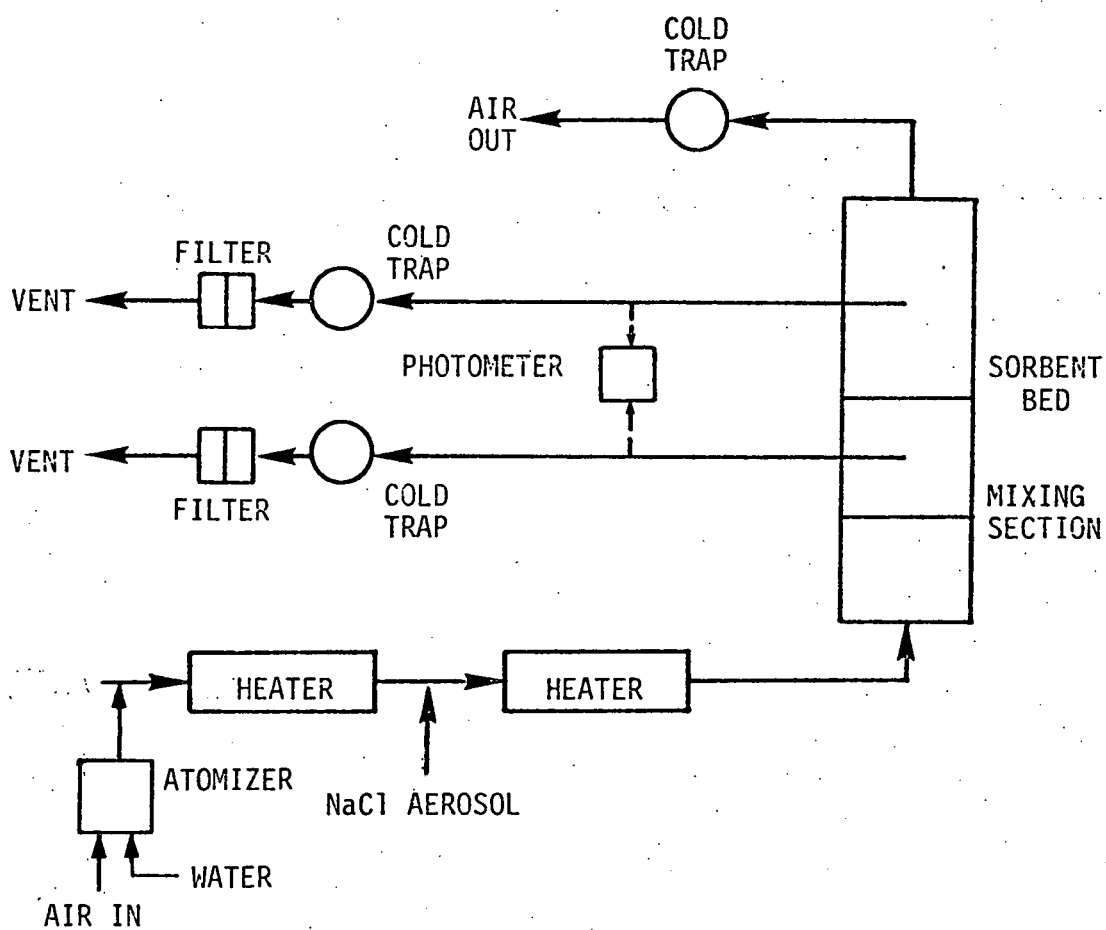 COLD
TRAP
AIR
OUT
COLD
TRAP
FILTER
VENT
PHOTOMETER
SORBENT
BED
VENT
FILTER
COLD
TRAP
MIXING
SECTION
HEATER
HEATER
ATOMIZER
NaCl AEROSOL
WATER
AIR IN